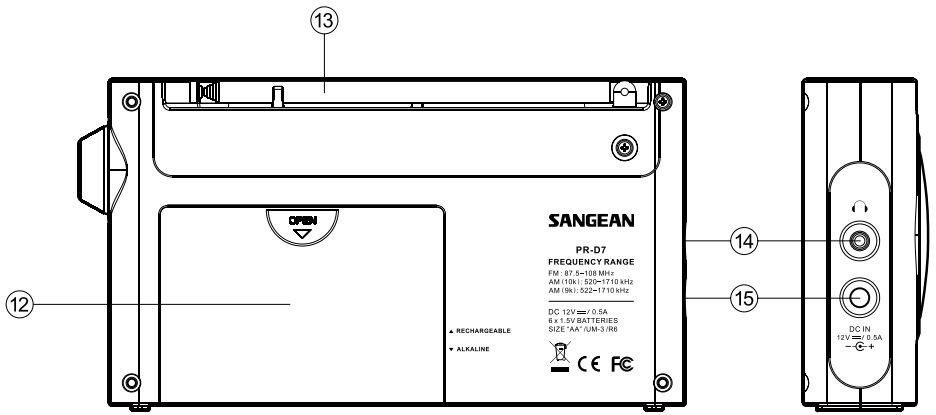 13
OPEN
SANGEAN
PR-D7
FREQUENCY RANGE
FM : 87.5–108 MHz
AM (10k) : 520–1710 kHz
AM (9k) : 522–1710 kHz
DC 12V ⎓ / 0.5A
6 x 1.5V BATTERIES
SIZE "AA" /UM-3 /R6
▲ RECHARGEABLE
▼ ALKALINE
CE FC
12
14
15
DC IN
12V ⎓ / 0.5A
− +